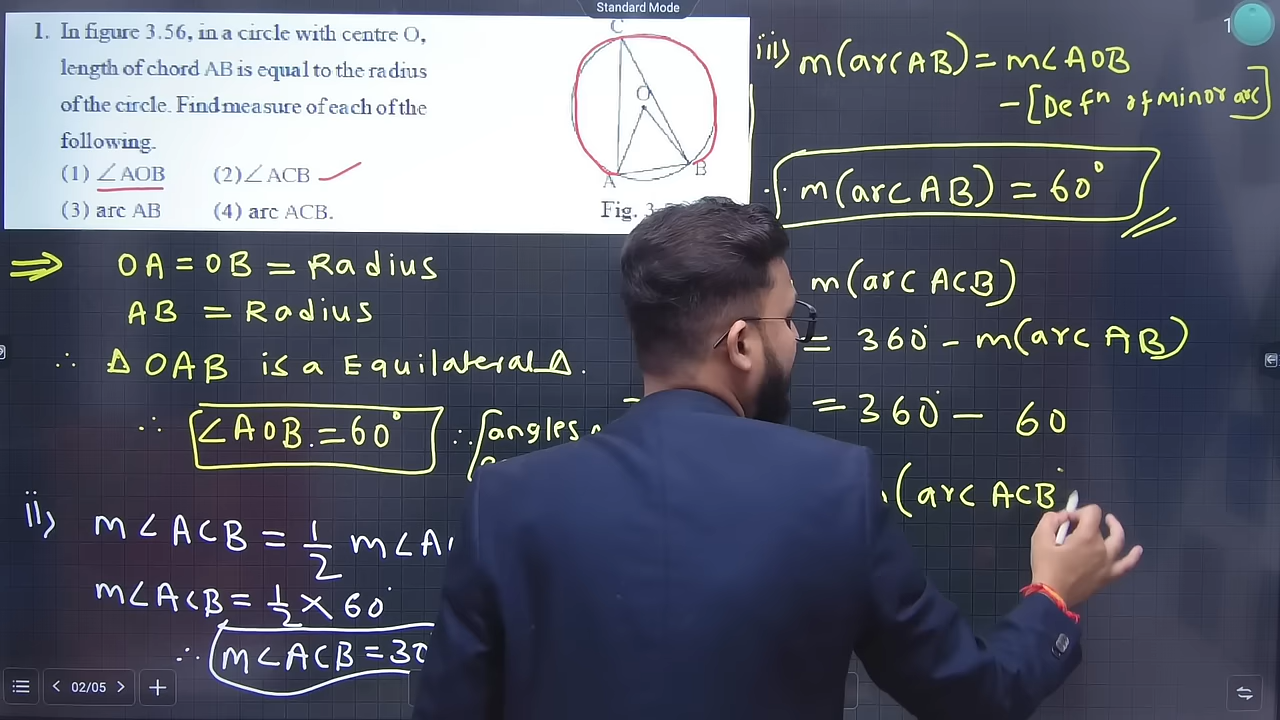 Standard Mode
1. In figure 3.56, in a circle with centre O,
length of chord AB is equal to the radius
of the circle. Find measure of each of the
following.
(1) ∠AOB (2)∠ACB
(3) arc AB (4) arc ACB.
C
O
A
B
Fig.
⇒ OA = OB = Radius
AB = Radius
∴ Δ OAB is a Equilateral Δ.
∴ ∠AOB = 60°
∴ [angles
ii) m∠ACB = 1/2 m∠A
m∠ACB = 1/2 × 60°
∴ m∠ACB = 30
iii) m(arc AB) = m∠AOB
- [Defⁿ of minor arc]
∴ m(arc AB) = 60°
m(arc ACB)
= 360° - m(arc AB)
= 360° - 60
(arc ACB
02/05